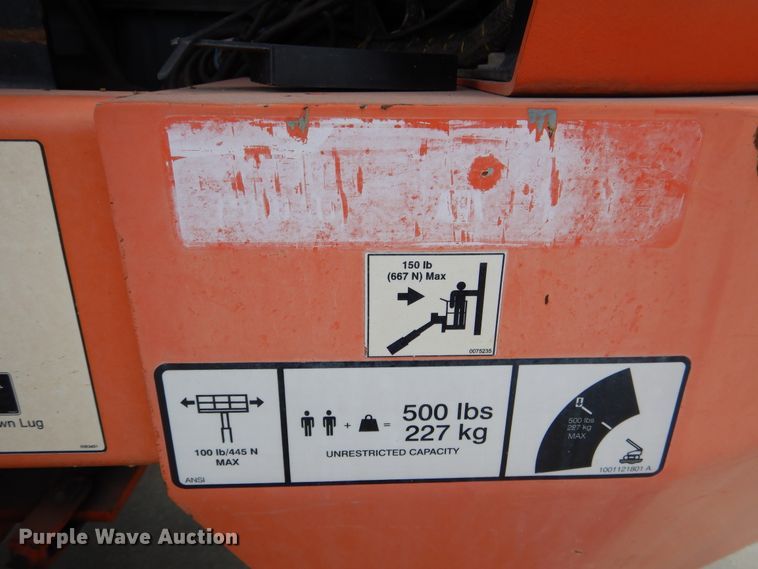 150 lb
(667 N) Max
0075235
wn Lug
100 lb/445 N
MAX
ANSI
+
=
500 lbs
227 kg
UNRESTRICTED CAPACITY
500 lbs
227 kg
MAX
1001121801 A
Purple Wave Auction